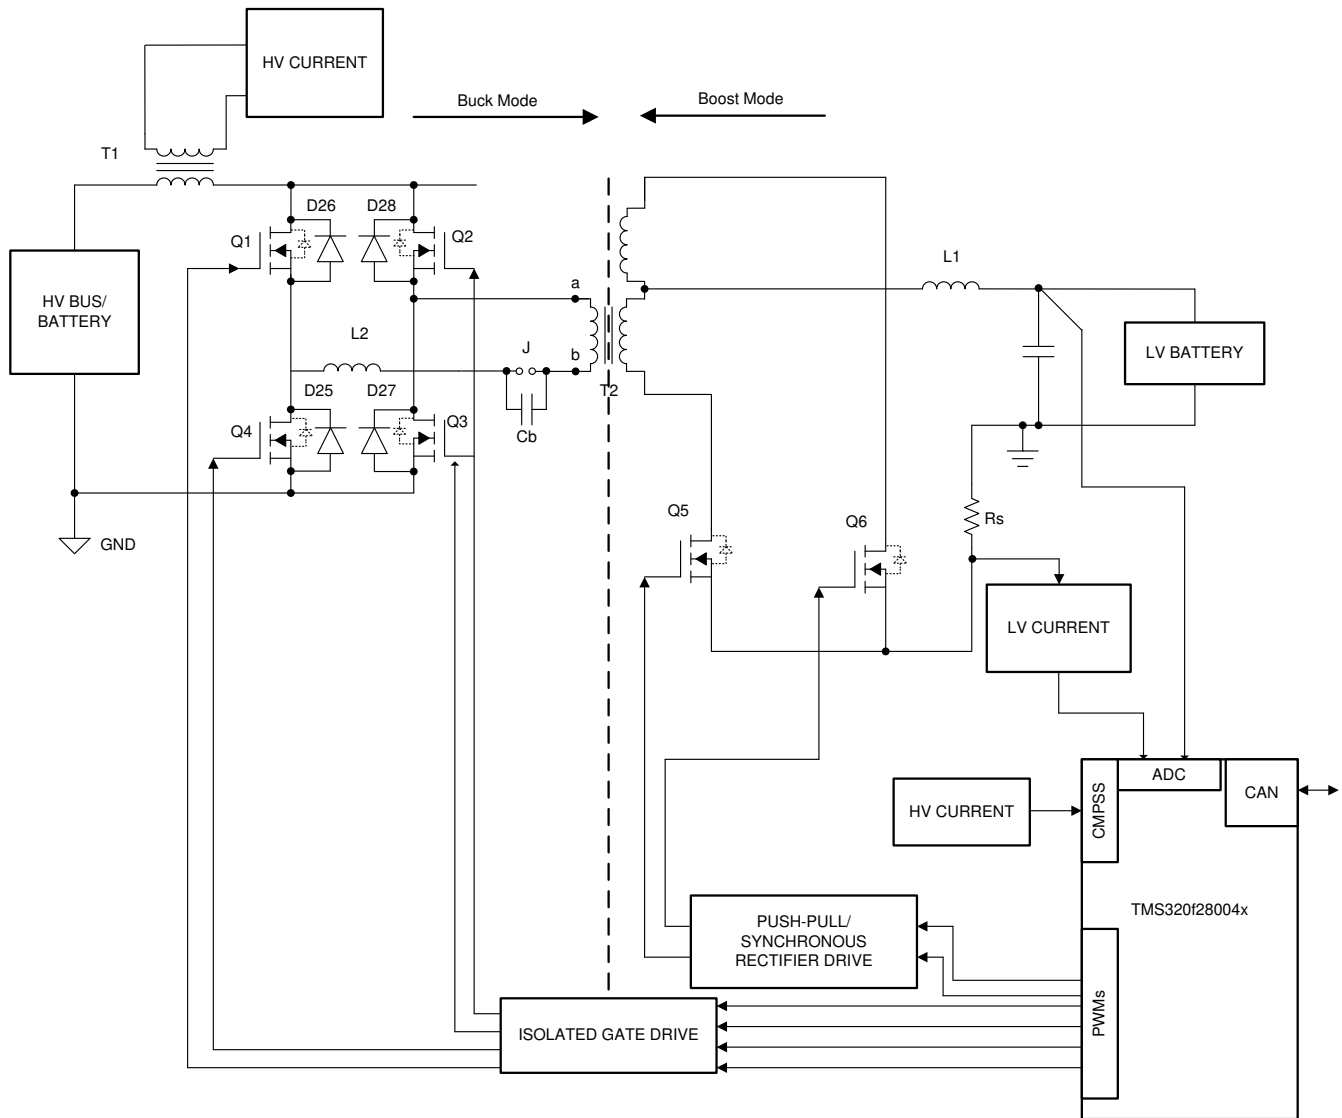 HV CURRENT
Buck Mode
Boost Mode
T1
D26
D28
Q1
Q2
HV BUS/
BATTERY
a
L1
L2
J
b
LV BATTERY
T2
D25
D27
Q4
Q3
Cb
GND
Q5
Q6
Rs
LV CURRENT
ADC
CAN
CMPSS
HV CURRENT
TMS320f28004x
PUSH-PULL/
SYNCHRONOUS
RECTIFIER DRIVE
PWMs
ISOLATED GATE DRIVE